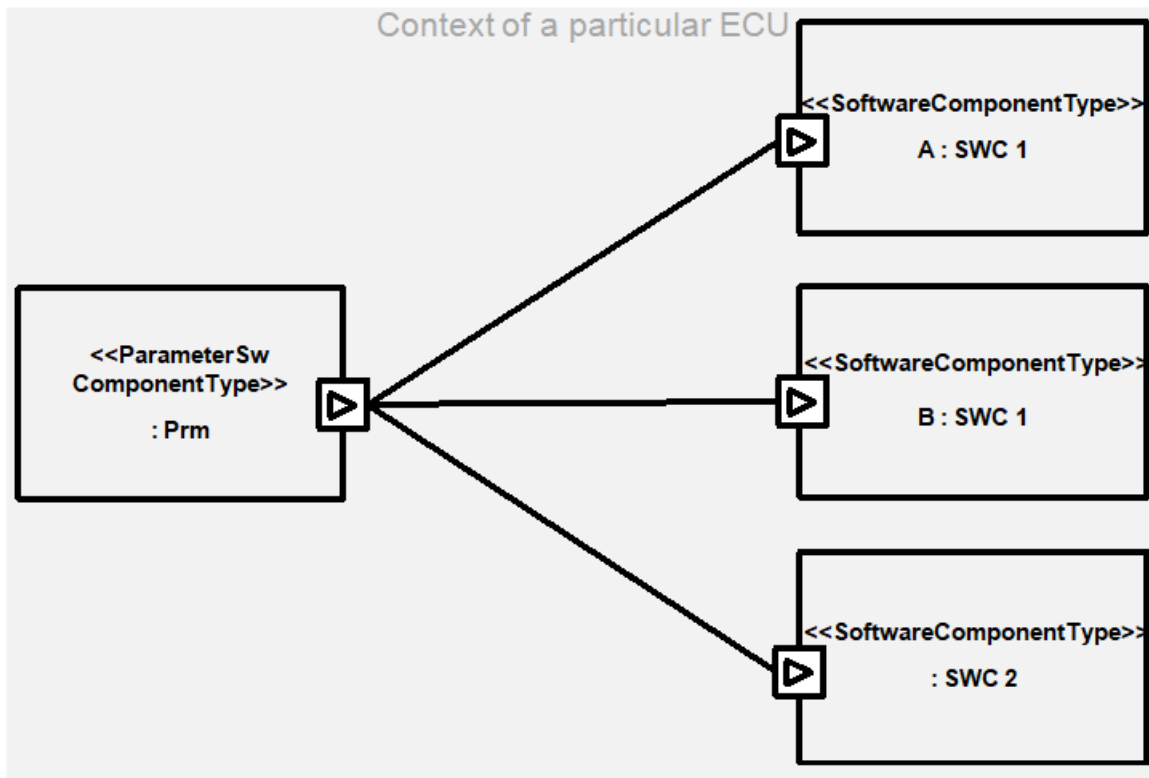 Context of a particular ECU
<<SoftwareComponentType>>
A : SWC 1
<<ParameterSw
ComponentType>>
: Prm
<<SoftwareComponentType>>
B : SWC 1
<<SoftwareComponentType>>
: SWC 2